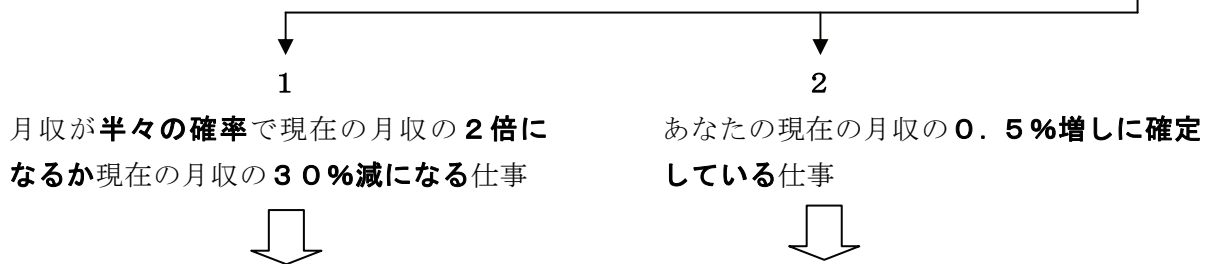 1
月収が半々の確率で現在の月収の２倍に
なるか現在の月収の３０％減になる仕事
2
あなたの現在の月収の０．５％増しに確定
している仕事